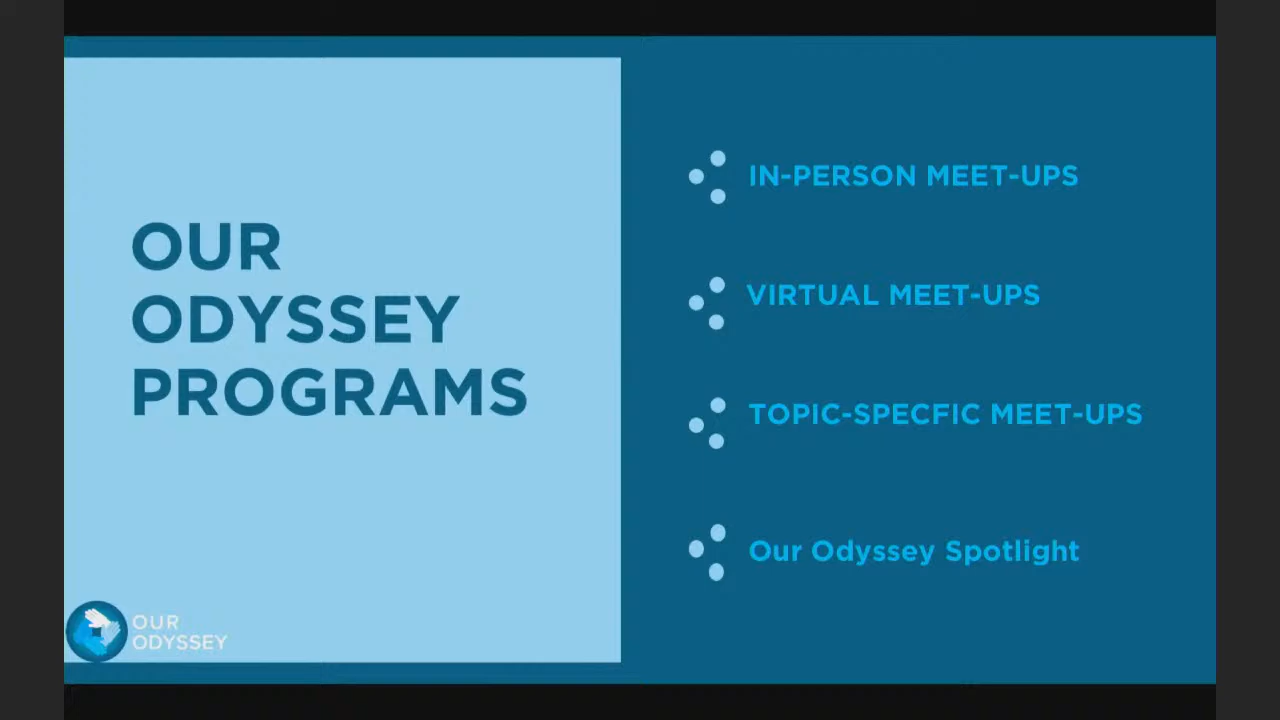 OUR
ODYSSEY
PROGRAMS
IN-PERSON MEET-UPS
VIRTUAL MEET-UPS
TOPIC-SPECFIC MEET-UPS
Our Odyssey Spotlight
OUR
ODYSSEY